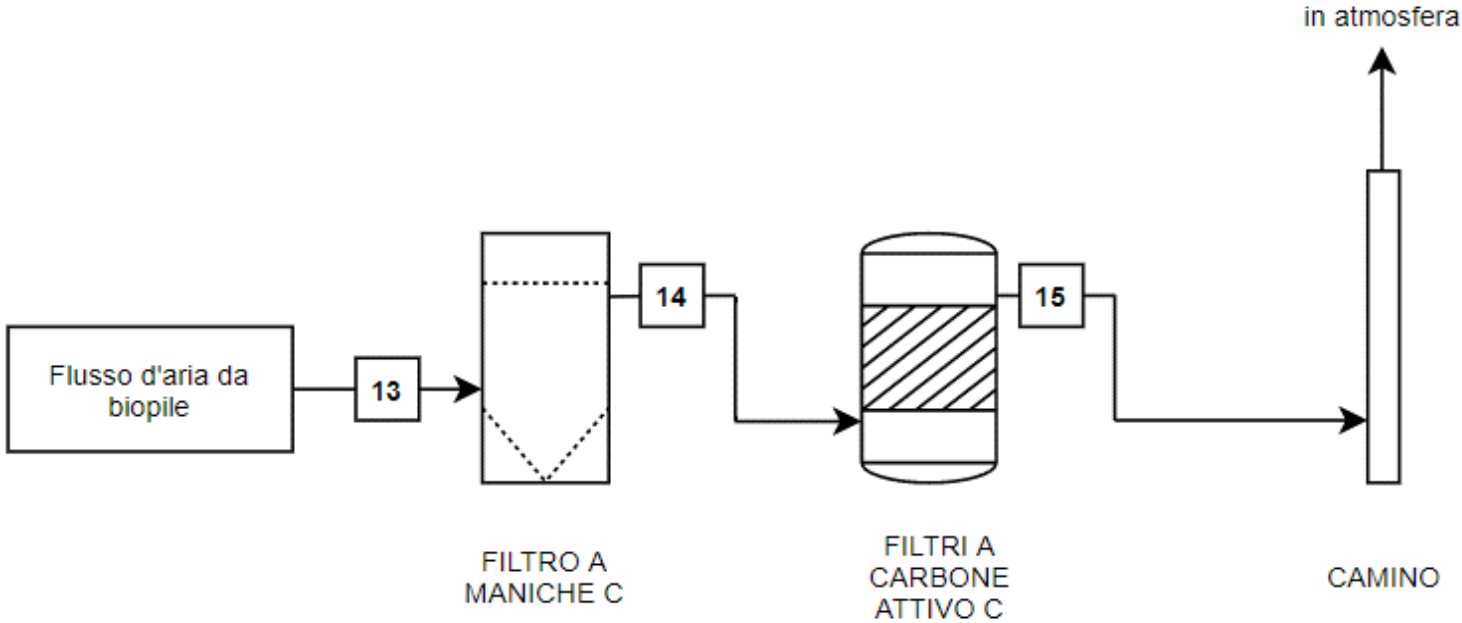 in atmosfera
14
15
Flusso d'aria da
biopile
13
FILTRO A
MANICHE C
FILTRI A
CARBONE
ATTIVO C
CAMINO